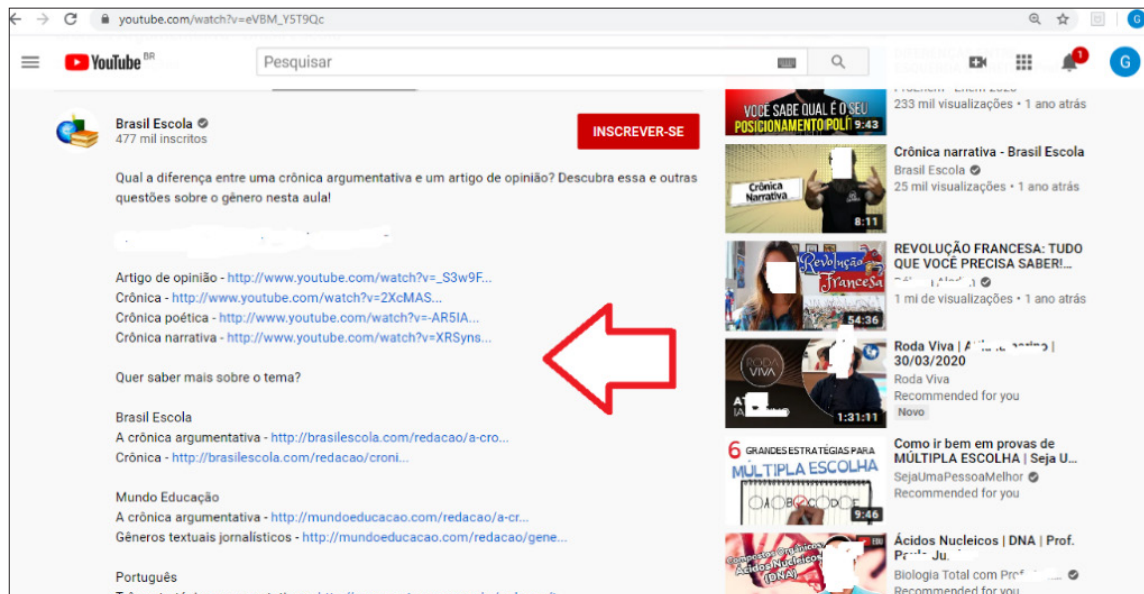 youtube.com/watch?v=eVBM_Y5T9Qc
G
YouTube BR
Pesquisar
1
G
Brasil Escola
477 mil inscritos
INSCREVER-SE
Qual a diferença entre uma crônica argumentativa e um artigo de opinião? Descubra essa e outras
questões sobre o gênero nesta aula!
Artigo de opinião - http://www.youtube.com/watch?v=_S3w9F...
Crônica - http://www.youtube.com/watch?v=2XcMAS...
Crônica poética - http://www.youtube.com/watch?v=-AR5IA...
Crônica narrativa - http://www.youtube.com/watch?v=XRSyns...
Quer saber mais sobre o tema?
Brasil Escola
A crônica argumentativa - http://brasilescola.com/redacao/a-cro...
Crônica - http://brasilescola.com/redacao/croni...
Mundo Educação
A crônica argumentativa - http://mundoeducacao.com/redacao/a-cr...
Gêneros textuais jornalísticos - http://mundoeducacao.com/redacao/gene...
Português
VOCÊ SABE QUAL É O SEU
POSICIONAMENTO POLÍ
9:43
233 mil visualizações • 1 ano atrás
Crônica
Narrativa
8:11
Crônica narrativa - Brasil Escola
Brasil Escola
25 mil visualizações • 1 ano atrás
Revolução
Francesa
54:36
REVOLUÇÃO FRANCESA: TUDO
QUE VOCÊ PRECISA SABER!...
1 mi de visualizações • 1 ano atrás
RODA
VIVA
1:31:11
Roda Viva |
30/03/2020
Roda Viva
Recommended for you
Novo
6 GRANDES ESTRATÉGIAS PARA
MÚLTIPLA ESCOLHA
9:46
Como ir bem em provas de
MÚLTIPLA ESCOLHA | Seja U...
SejaUmaPessoaMelhor
Recommended for you
Compostos Orgânicos
Ácidos Nucleicos
(DNA)
Ácidos Nucleicos | DNA | Prof.
Biologia Total com
Recommended for you